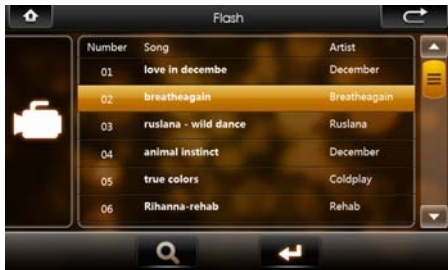 Flash
Number Song Artist
01 love in decembe December
02 breatheagain Breatheagain
03 ruslana - wild dance Ruslana
04 animal instinct December
05 true colors Coldplay
06 Rihanna-rehab Rehab